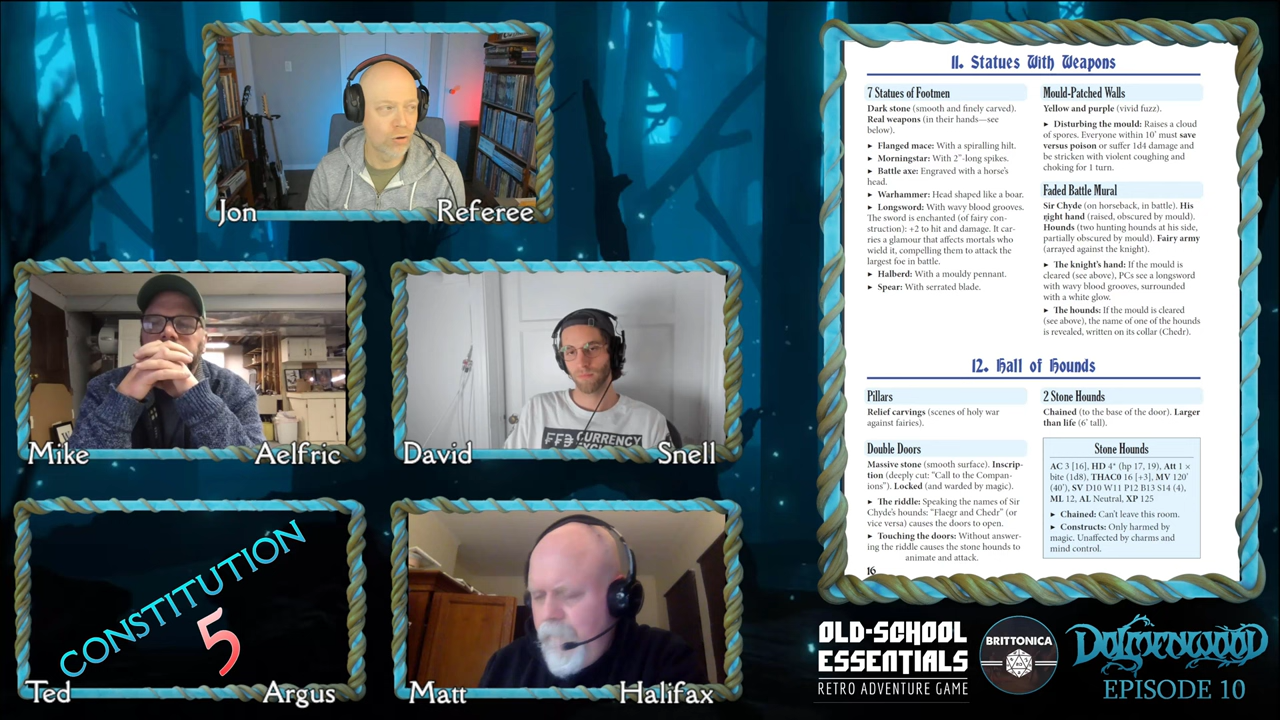 Jon
Referee
Mike
Aelfric
David
Snell
CURRENCY
CONSTITUTION
5
Ted
Argus
Matt
Halifax
11. Statues With Weapons
7 Statues of Footmen
Dark stone (smooth and finely carved).
Real weapons (in their hands—see
below).
► Flanged mace: With a spiralling hilt.
► Morningstar: With 2"-long spikes.
► Battle axe: Engraved with a horse's
head.
► Warhammer: Head shaped like a boar.
► Longsword: With wavy blood grooves.
The sword is enchanted (of fairy con-
struction): +2 to hit and damage. It car-
ries a glamour that affects mortals who
wield it, compelling them to attack the
largest foe in battle.
► Halberd: With a mouldy pennant.
► Spear: With serrated blade.
Mould-Patched Walls
Yellow and purple (vivid fuzz).
► Disturbing the mould: Raises a cloud
of spores. Everyone within 10' must save
versus poison or suffer 1d4 damage and
be stricken with violent coughing and
choking for 1 turn.
Faded Battle Mural
Sir Chyde (on horseback, in battle). His
right hand (raised, obscured by mould).
Hounds (two hunting hounds at his side,
partially obscured by mould). Fairy army
(arrayed against the knight).
► The knight's hand: If the mould is
cleared (see above), PCs see a longsword
with wavy blood grooves, surrounded
with a white glow.
► The hounds: If the mould is cleared
(see above), the name of one of the hounds
is revealed, written on its collar (Chedr).
12. Hall of Hounds
Pillars
Relief carvings (scenes of holy war
against fairies).
Double Doors
Massive stone (smooth surface). Inscrip-
tion (deeply cut: "Call to the Compan-
ions"). Locked (and warded by magic).
► The riddle: Speaking the names of Sir
Chyde's hounds: "Flaegr and Chedr" (or
vice versa) causes the doors to open.
► Touching the doors: Without answer-
ing the riddle causes the stone hounds to
animate and attack.
2 Stone Hounds
Chained (to the base of the door). Larger
than life (6' tall).
Stone Hounds
AC 3 [16], HD 4* (hp 17, 19), Att 1 ×
bite (1d8), THAC0 16 [+3], MV 120'
(40'), SV D10 W11 P12 B13 S14 (4),
ML 12, AL Neutral, XP 125
► Chained: Can't leave this room.
► Constructs: Only harmed by
magic. Unaffected by charms and
mind control.
16
OLD-SCHOOL
ESSENTIALS
RETRO ADVENTURE GAME
BRITTONICA
DOLMENWOOD
EPISODE 10